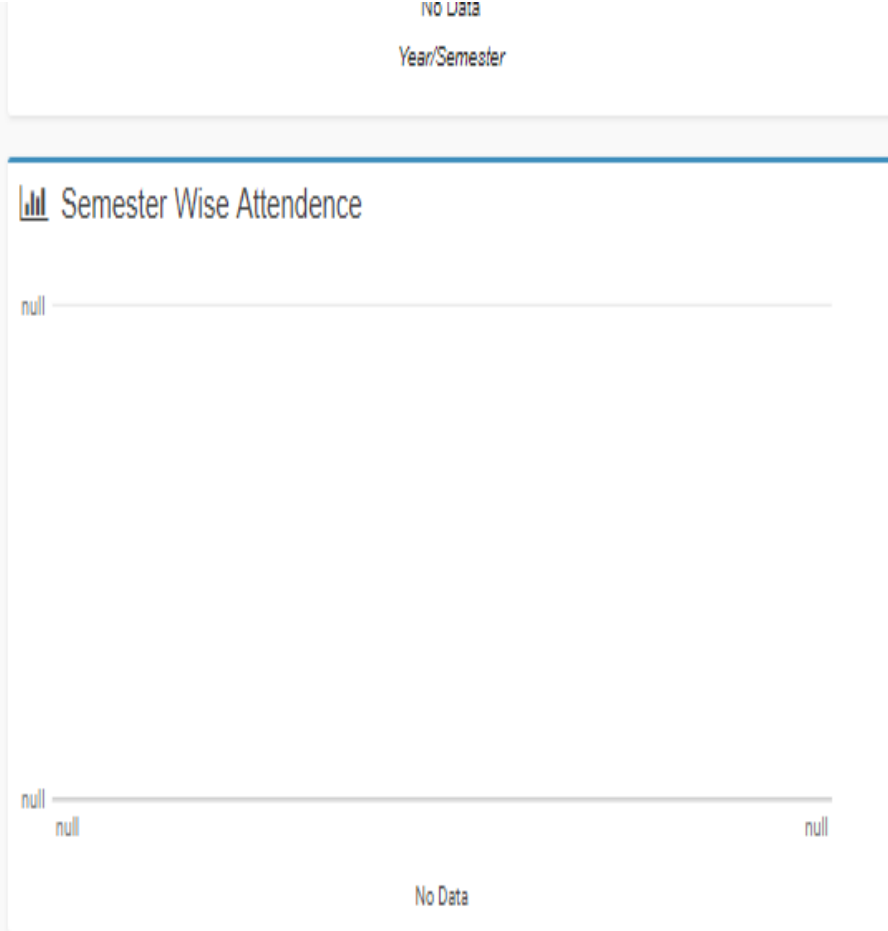 No Data
Year/Semester
Semester Wise Attendence
null
null
null null
No Data